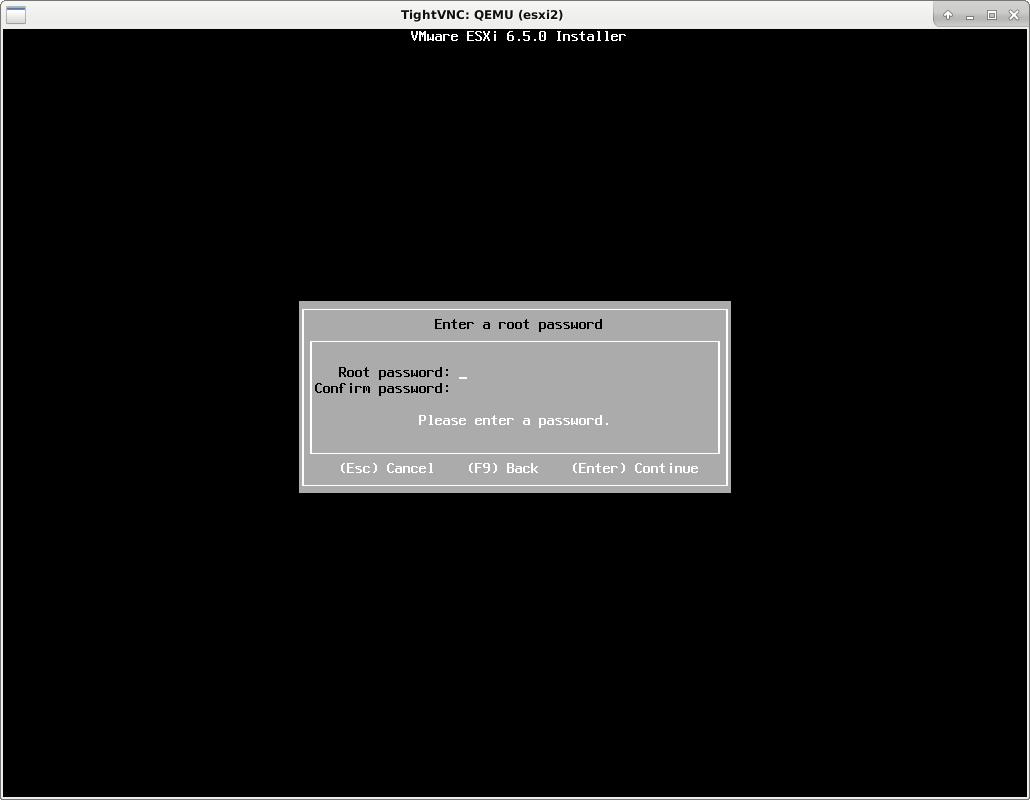 TightVNC: QEMU (esxi2)
VMware ESXi 6.5.0 Installer
Enter a root password
Root password: _
Confirm password:
Please enter a password.
(Esc) Cancel    (F9) Back    (Enter) Continue